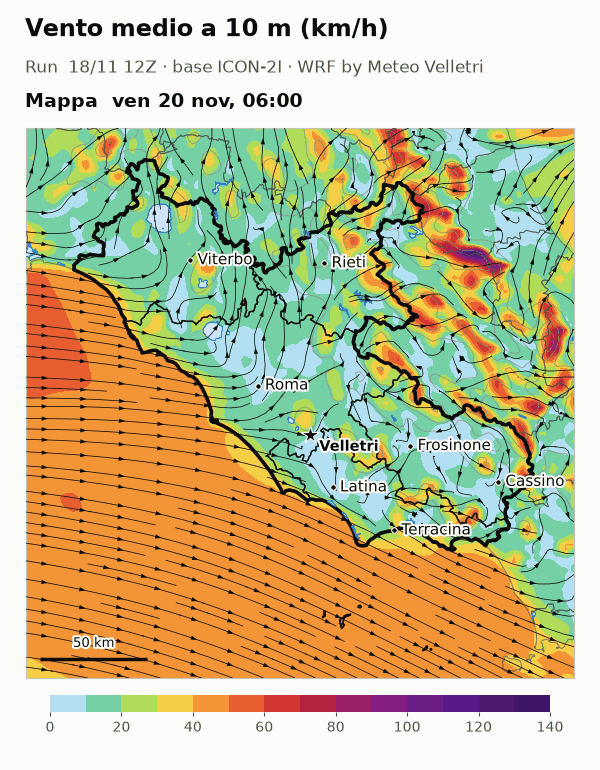 Vento medio a 10 m (km/h)
Run  18/11 12Z · base ICON-2I · WRF by Meteo Velletri
Mappa  ven 20 nov, 06:00
Viterbo
Rieti
Roma
Velletri
Frosinone
Latina
Cassino
Terracina
50 km
0 20 40 60 80 100 120 140